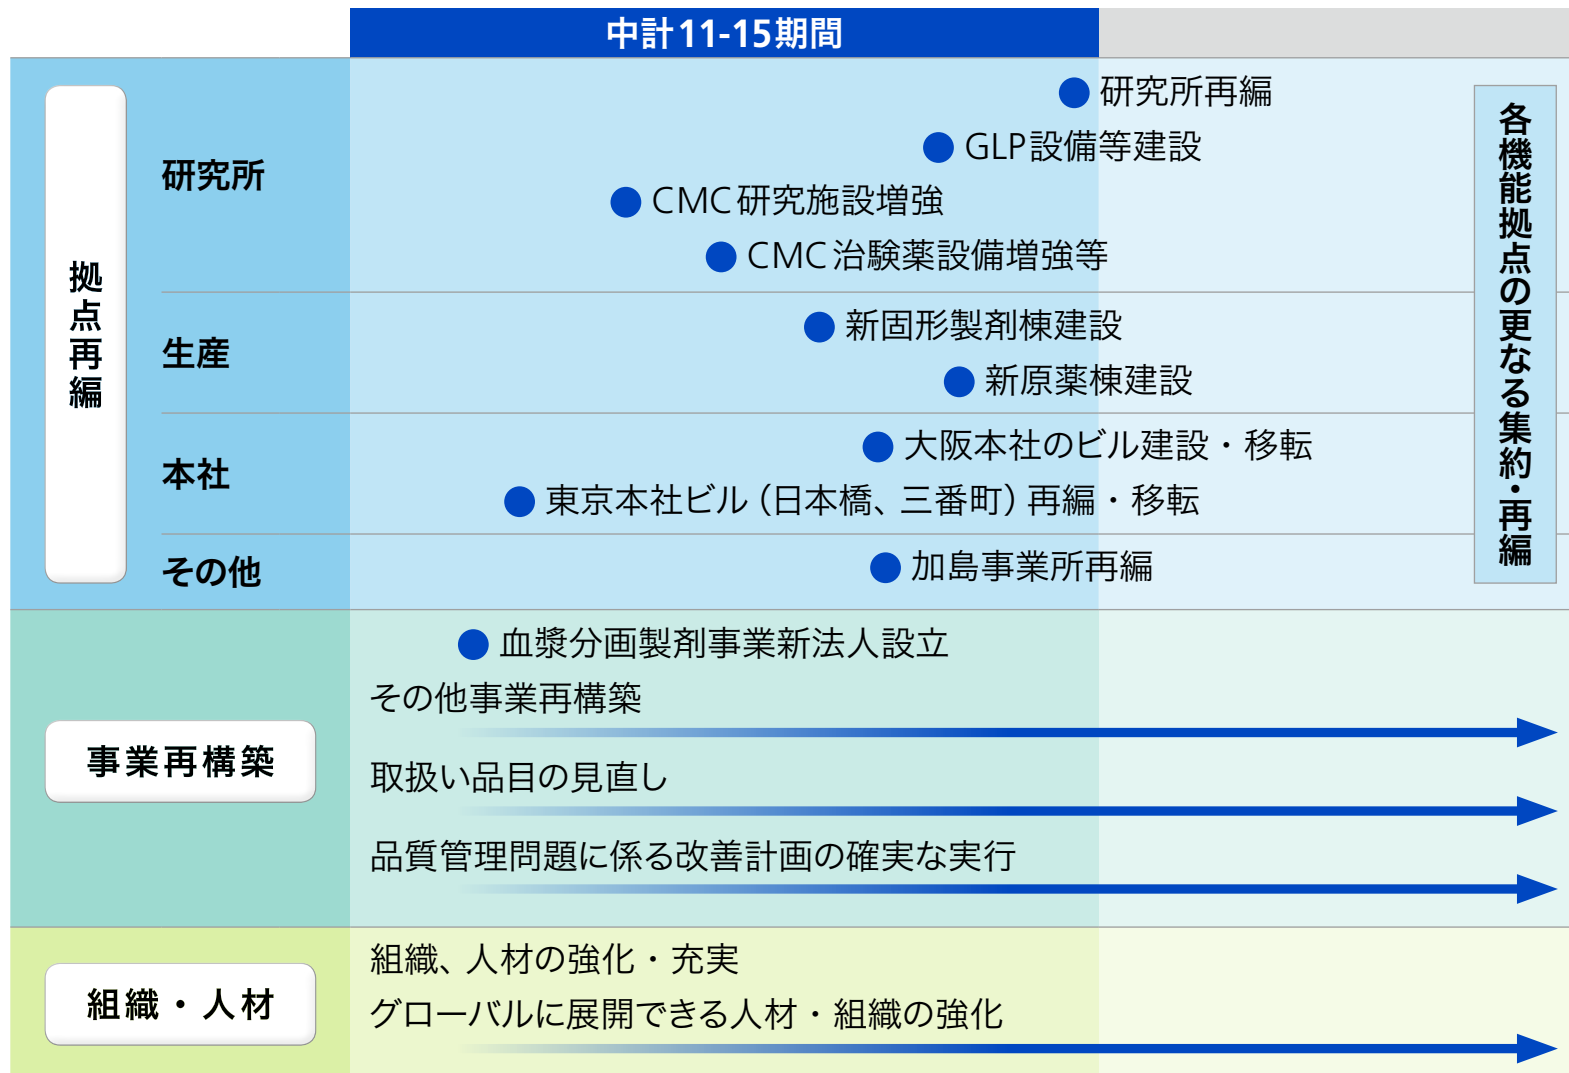 中計11-15期間
拠点再編
研究所
研究所再編
GLP設備等建設
CMC研究施設増強
CMC治験薬設備増強等
生産
新固形製剤棟建設
新原薬棟建設
本社
大阪本社のビル建設・移転
東京本社ビル（日本橋、三番町）再編・移転
その他
加島事業所再編
各機能拠点の更なる集約・再編
事業再構築
血漿分画製剤事業新法人設立
その他事業再構築
取扱い品目の見直し
品質管理問題に係る改善計画の確実な実行
組織・人材
組織、人材の強化・充実
グローバルに展開できる人材・組織の強化